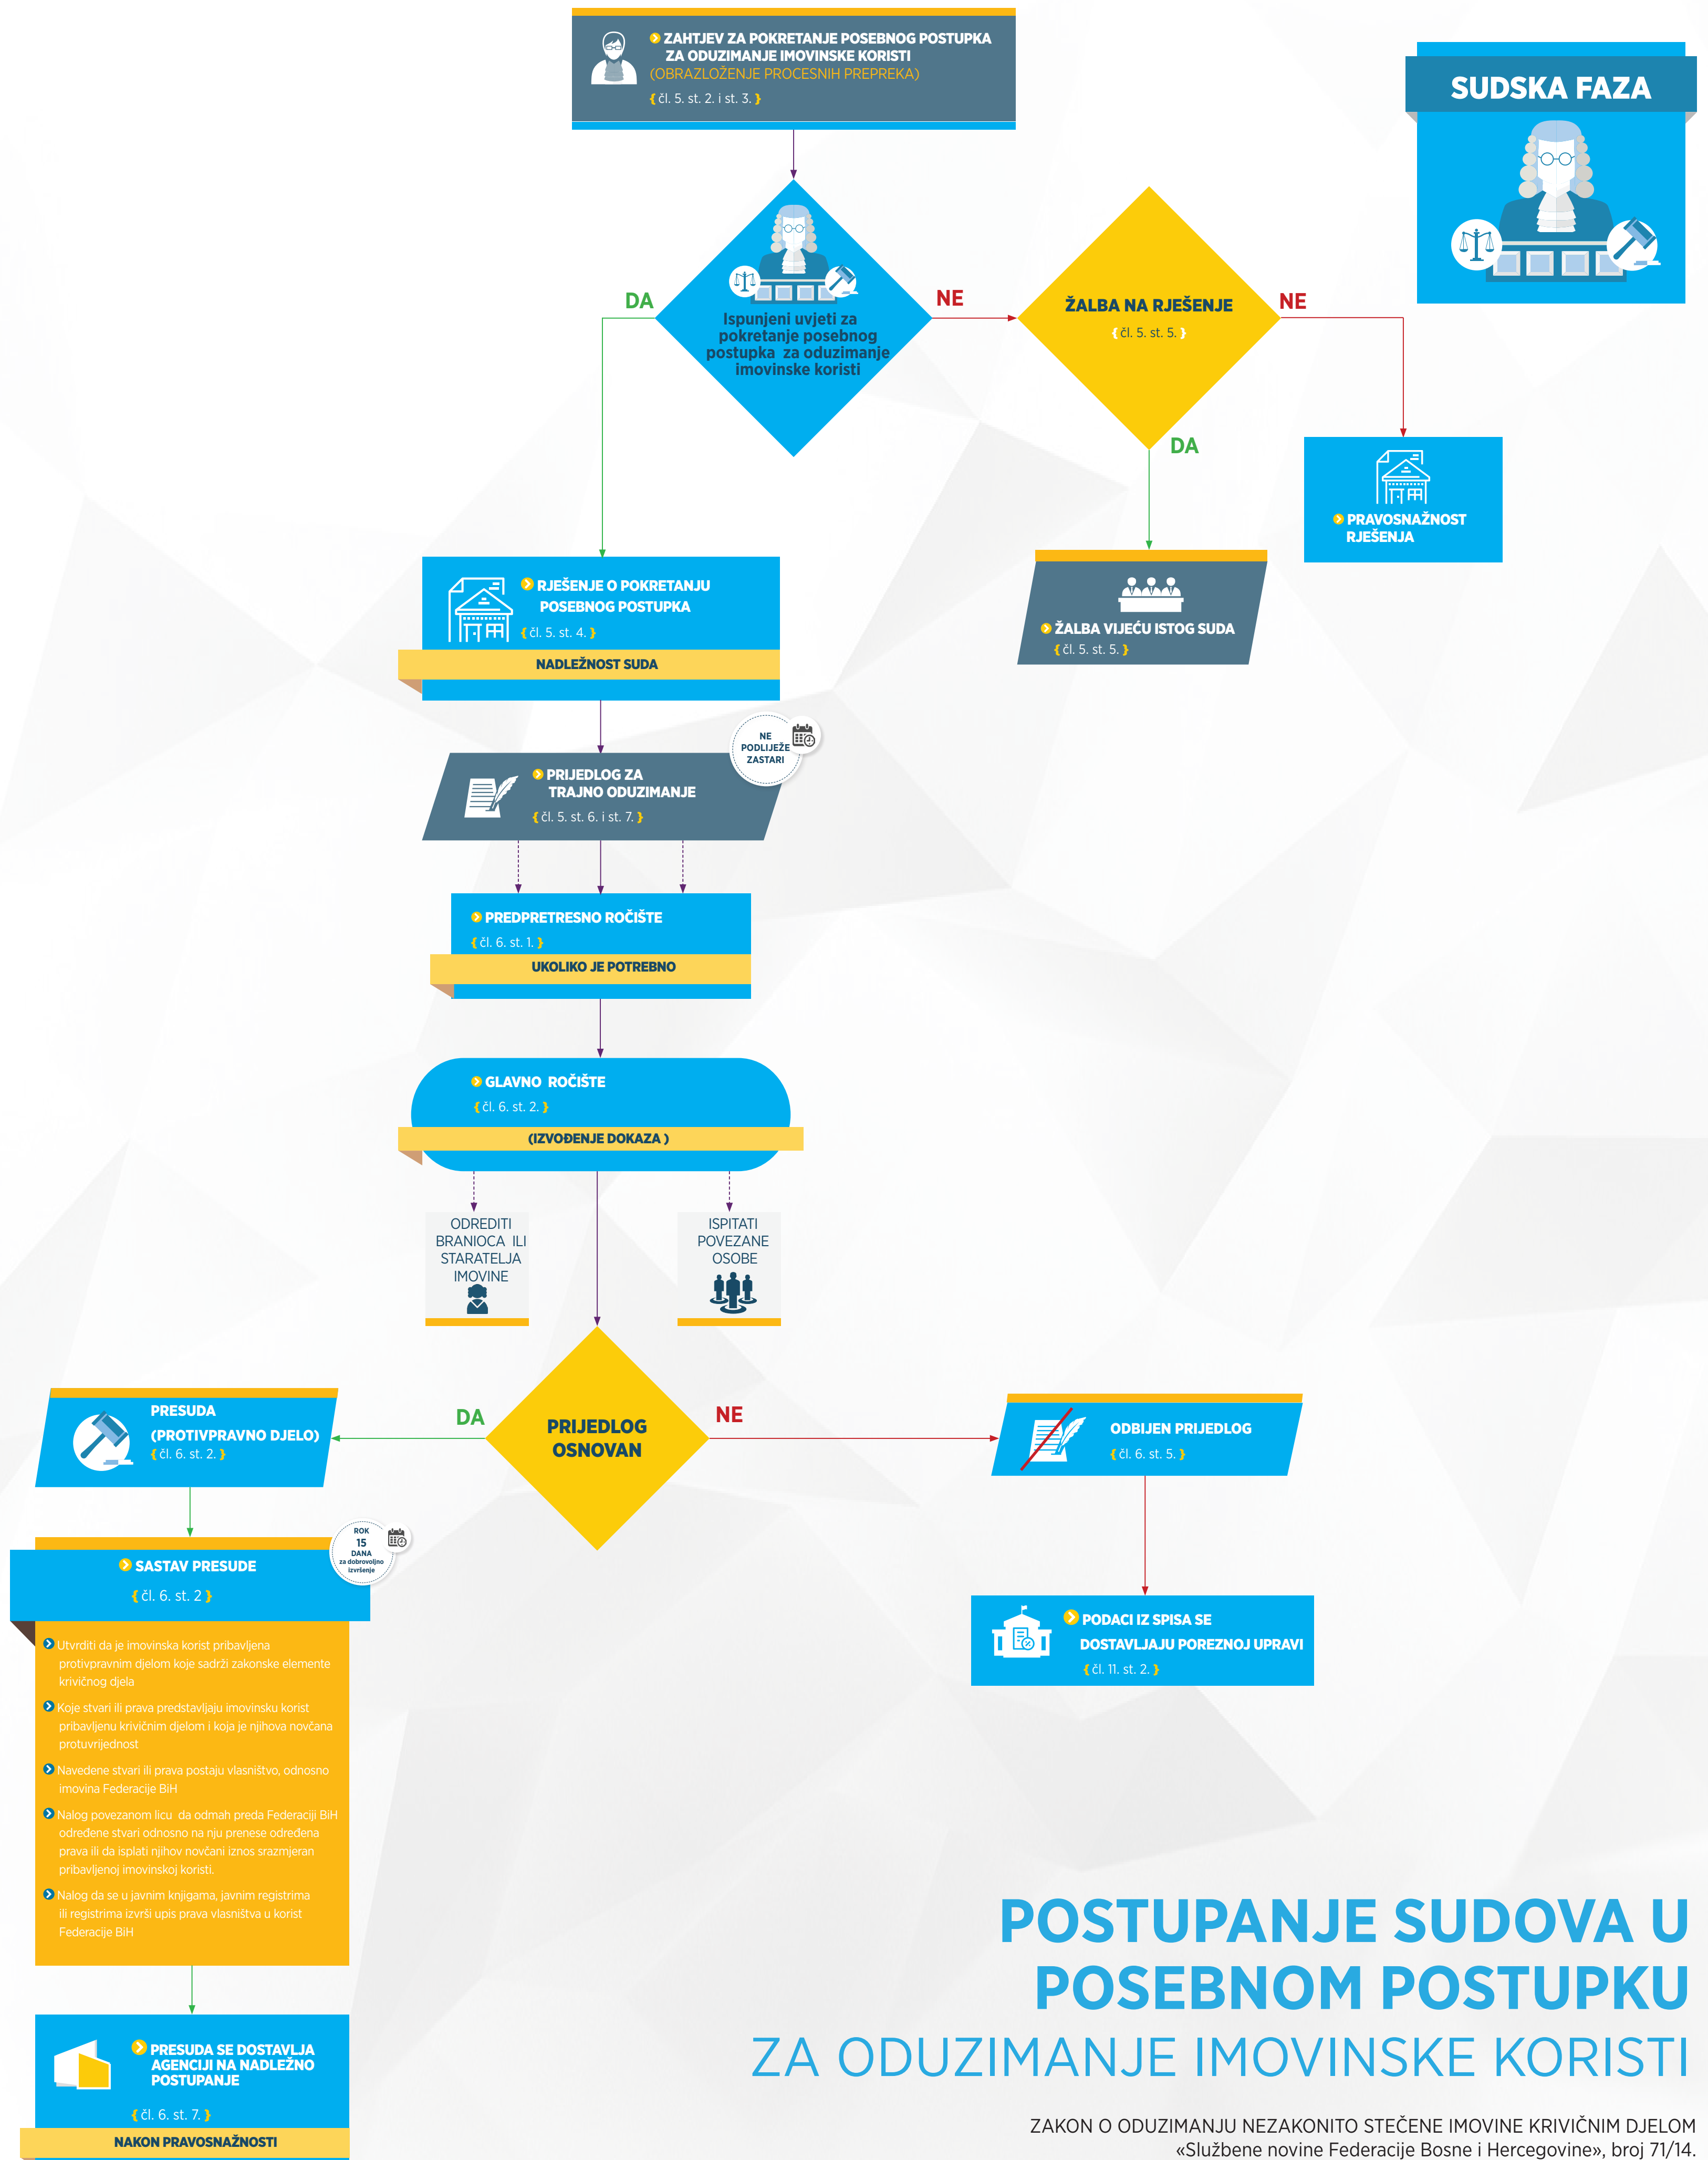 ZAHTJEV ZA POKRETANJE POSEBNOG POSTUPKA
ZA ODUZIMANJE IMOVINSKE KORISTI
(OBRAZLOŽENJE PROCESNIH PREPREKA)
{ čl. 5. st. 2. i st. 3. }
SUDSKA FAZA
DA
Ispunjeni uvjeti za
pokretanje posebnog
postupka za oduzimanje
imovinske koristi
NE
ŽALBA NA RJEŠENJE
{ čl. 5. st. 5. }
NE
DA
PRAVOSNAŽNOST
RJEŠENJA
ŽALBA VIJEĆU ISTOG SUDA
{ čl. 5. st. 5. }
RJEŠENJE O POKRETANJU
POSEBNOG POSTUPKA
{ čl. 5. st. 4. }
NADLEŽNOST SUDA
NE
PODLIJEŽE
ZASTARI
PRIJEDLOG ZA
TRAJNO ODUZIMANJE
{ čl. 5. st. 6. i st. 7. }
PREDPRETRESNO ROČIŠTE
{ čl. 6. st. 1. }
UKOLIKO JE POTREBNO
GLAVNO ROČIŠTE
{ čl. 6. st. 2. }
(IZVOĐENJE DOKAZA )
ODREDITI
BRANIOCA ILI
STARATELJA
IMOVINE
ISPITATI
POVEZANE
OSOBE
PRIJEDLOG
OSNOVAN
DA
NE
PRESUDA
(PROTIVPRAVNO DJELO)
{ čl. 6. st. 2. }
ODBIJEN PRIJEDLOG
{ čl. 6. st. 5. }
PODACI IZ SPISA SE
DOSTAVLJAJU POREZNOJ UPRAVI
{ čl. 11. st. 2. }
ROK
15
DANA
za dobrovoljno
izvršenje
SASTAV PRESUDE
{ čl. 6. st. 2 }
Utvrditi da je imovinska korist pribavljena
protivpravnim djelom koje sadrži zakonske elemente
krivičnog djela
Koje stvari ili prava predstavljaju imovinsku korist
pribavljenu krivičnim djelom i koja je njihova novčana
protuvrijednost
Navedene stvari ili prava postaju vlasništvo, odnosno
imovina Federacije BiH
Nalog povezanom licu da odmah preda Federaciji BiH
određene stvari odnosno na nju prenese određena
prava ili da isplati njihov novčani iznos srazmjeran
pribavljenoj imovinskoj koristi.
Nalog da se u javnim knjigama, javnim registrima
ili registrima izvrši upis prava vlasništva u korist
Federacije BiH
PRESUDA SE DOSTAVLJA
AGENCIJI NA NADLEŽNO
POSTUPANJE
{ čl. 6. st. 7. }
NAKON PRAVOSNAŽNOSTI
POSTUPANJE SUDOVA U
POSEBNOM POSTUPKU
ZA ODUZIMANJE IMOVINSKE KORISTI
ZAKON O ODUZIMANJU NEZAKONITO STEČENE IMOVINE KRIVIČNIM DJELOM
«Službene novine Federacije Bosne i Hercegovine», broj 71/14.